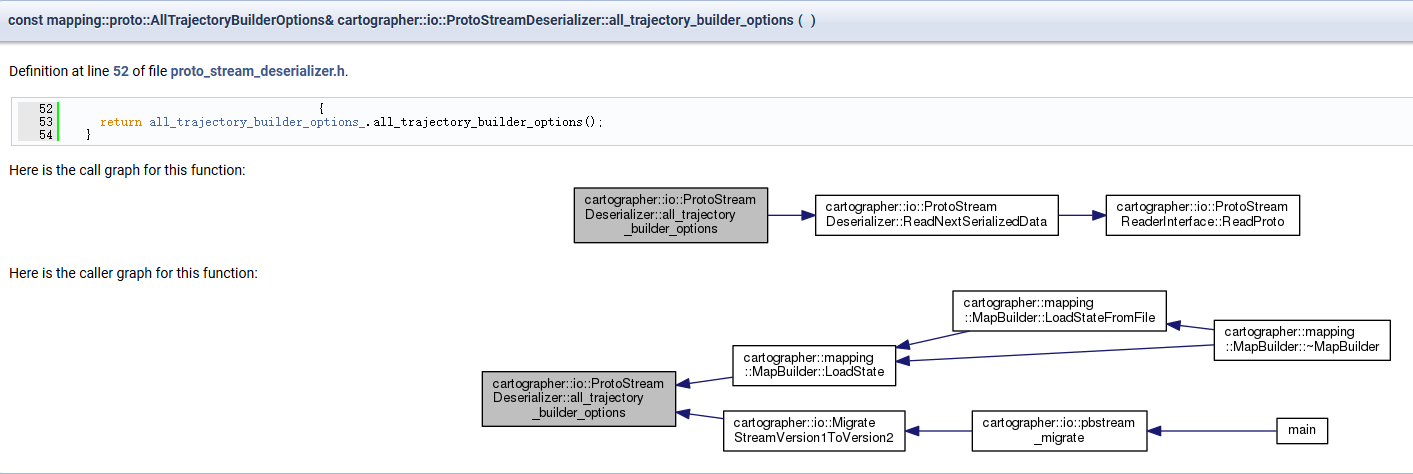 const mapping::proto::AllTrajectoryBuilderOptions& cartographer::io::ProtoStreamDeserializer::all_trajectory_builder_options ( )
Definition at line 52 of file proto_stream_deserializer.h.
52 {
53 return all_trajectory_builder_options_.all_trajectory_builder_options();
54 }
Here is the call graph for this function:
cartographer::io::ProtoStream
Deserializer::all_trajectory
_builder_options
cartographer::io::ProtoStream
Deserializer::ReadNextSerializedData
cartographer::io::ProtoStream
ReaderInterface::ReadProto
Here is the caller graph for this function:
cartographer::io::ProtoStream
Deserializer::all_trajectory
_builder_options
cartographer::mapping
::MapBuilder::LoadState
cartographer::mapping
::MapBuilder::LoadStateFromFile
cartographer::mapping
::MapBuilder::~MapBuilder
cartographer::io::Migrate
StreamVersion1ToVersion2
cartographer::io::pbstream
_migrate
main